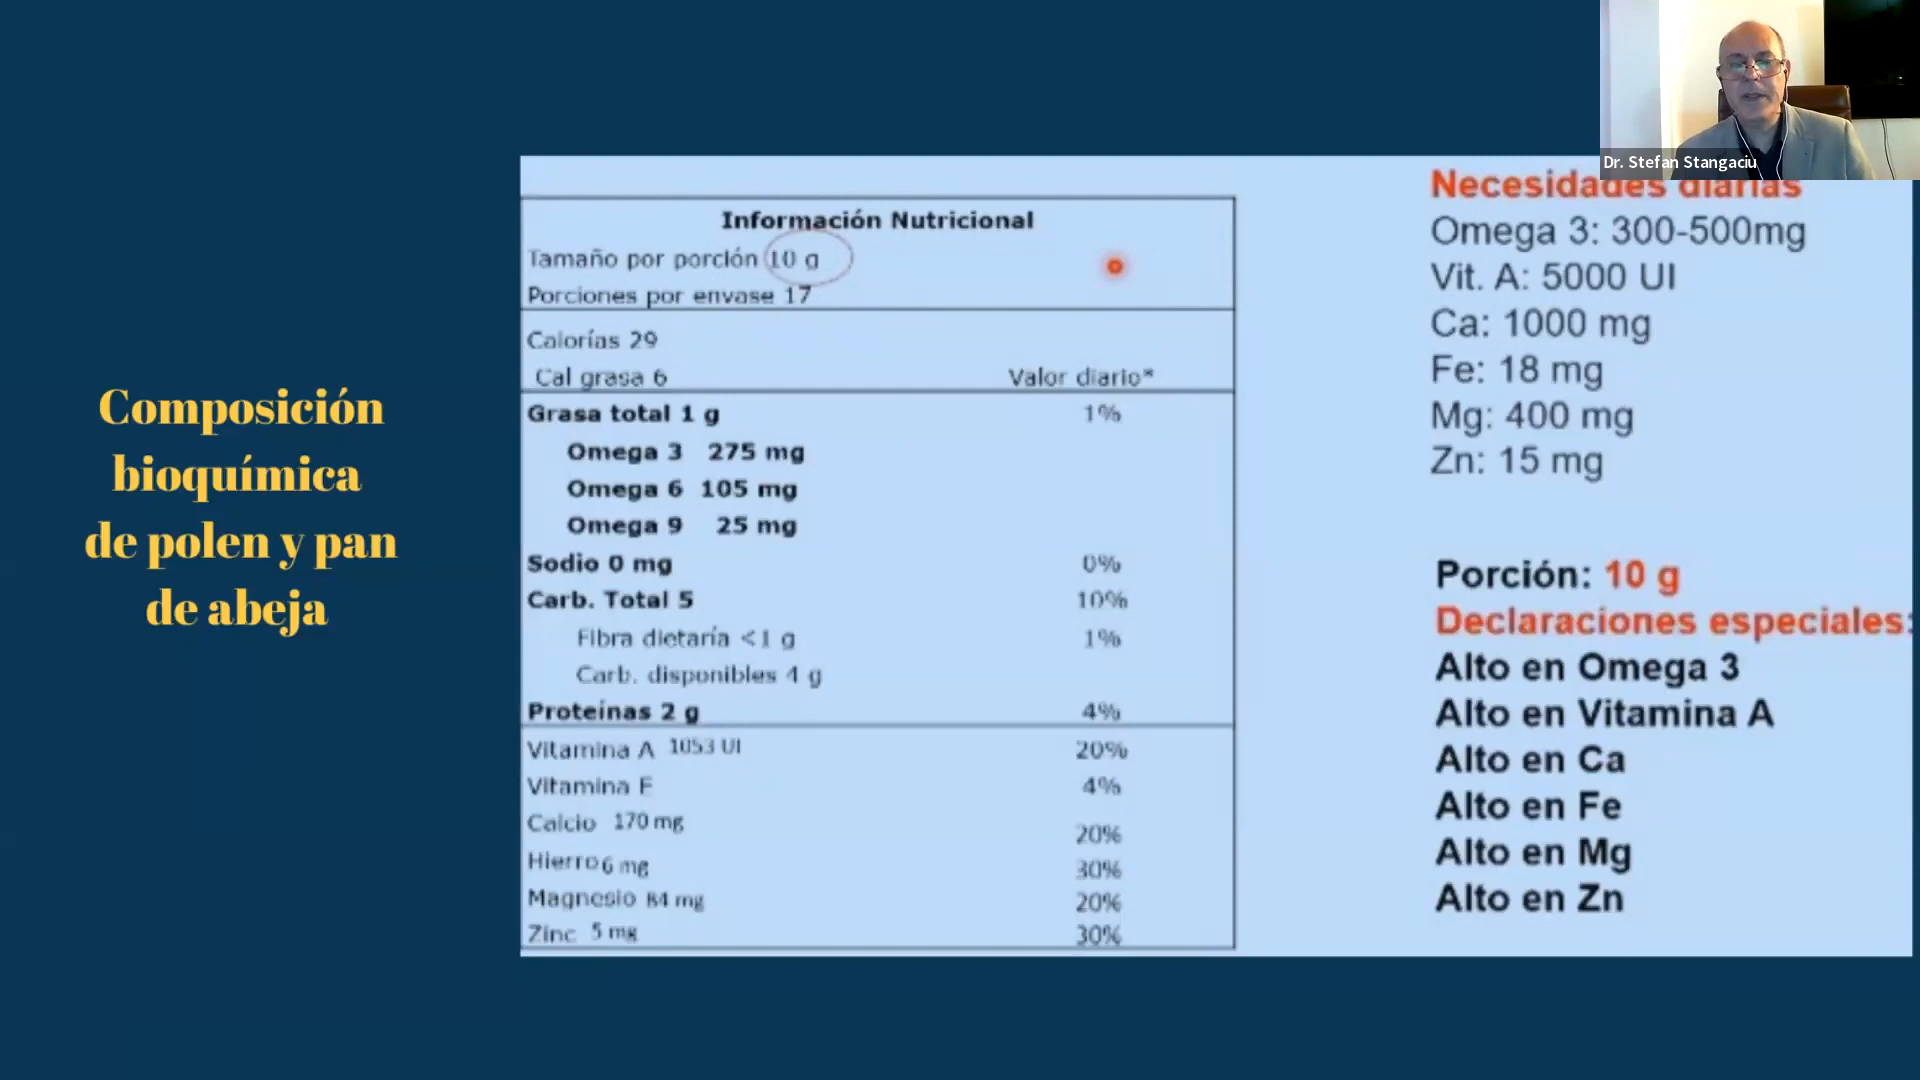 Dr. Stefan Stangaciu
Composición
bioquímica
de polen y pan
de abeja
Información Nutricional
Tamaño por porción 10 g
Porciones por envase 17
Calorías 29
Cal grasa 6 Valor diario*
Grasa total 1 g 1%
Omega 3 275 mg
Omega 6 105 mg
Omega 9 25 mg
Sodio 0 mg 0%
Carb. Total 5 10%
Fibra dietaría <1 g 1%
Carb. disponibles 4 g
Proteínas 2 g 4%
Vitamina A 1053 UI 20%
Vitamina E 4%
Calcio 170 mg 20%
Hierro 6 mg 30%
Magnesio 84 mg 20%
Zinc 5 mg 30%
Necesidades diarias
Omega 3: 300-500mg
Vit. A: 5000 UI
Ca: 1000 mg
Fe: 18 mg
Mg: 400 mg
Zn: 15 mg
Porción: 10 g
Declaraciones especiales:
Alto en Omega 3
Alto en Vitamina A
Alto en Ca
Alto en Fe
Alto en Mg
Alto en Zn